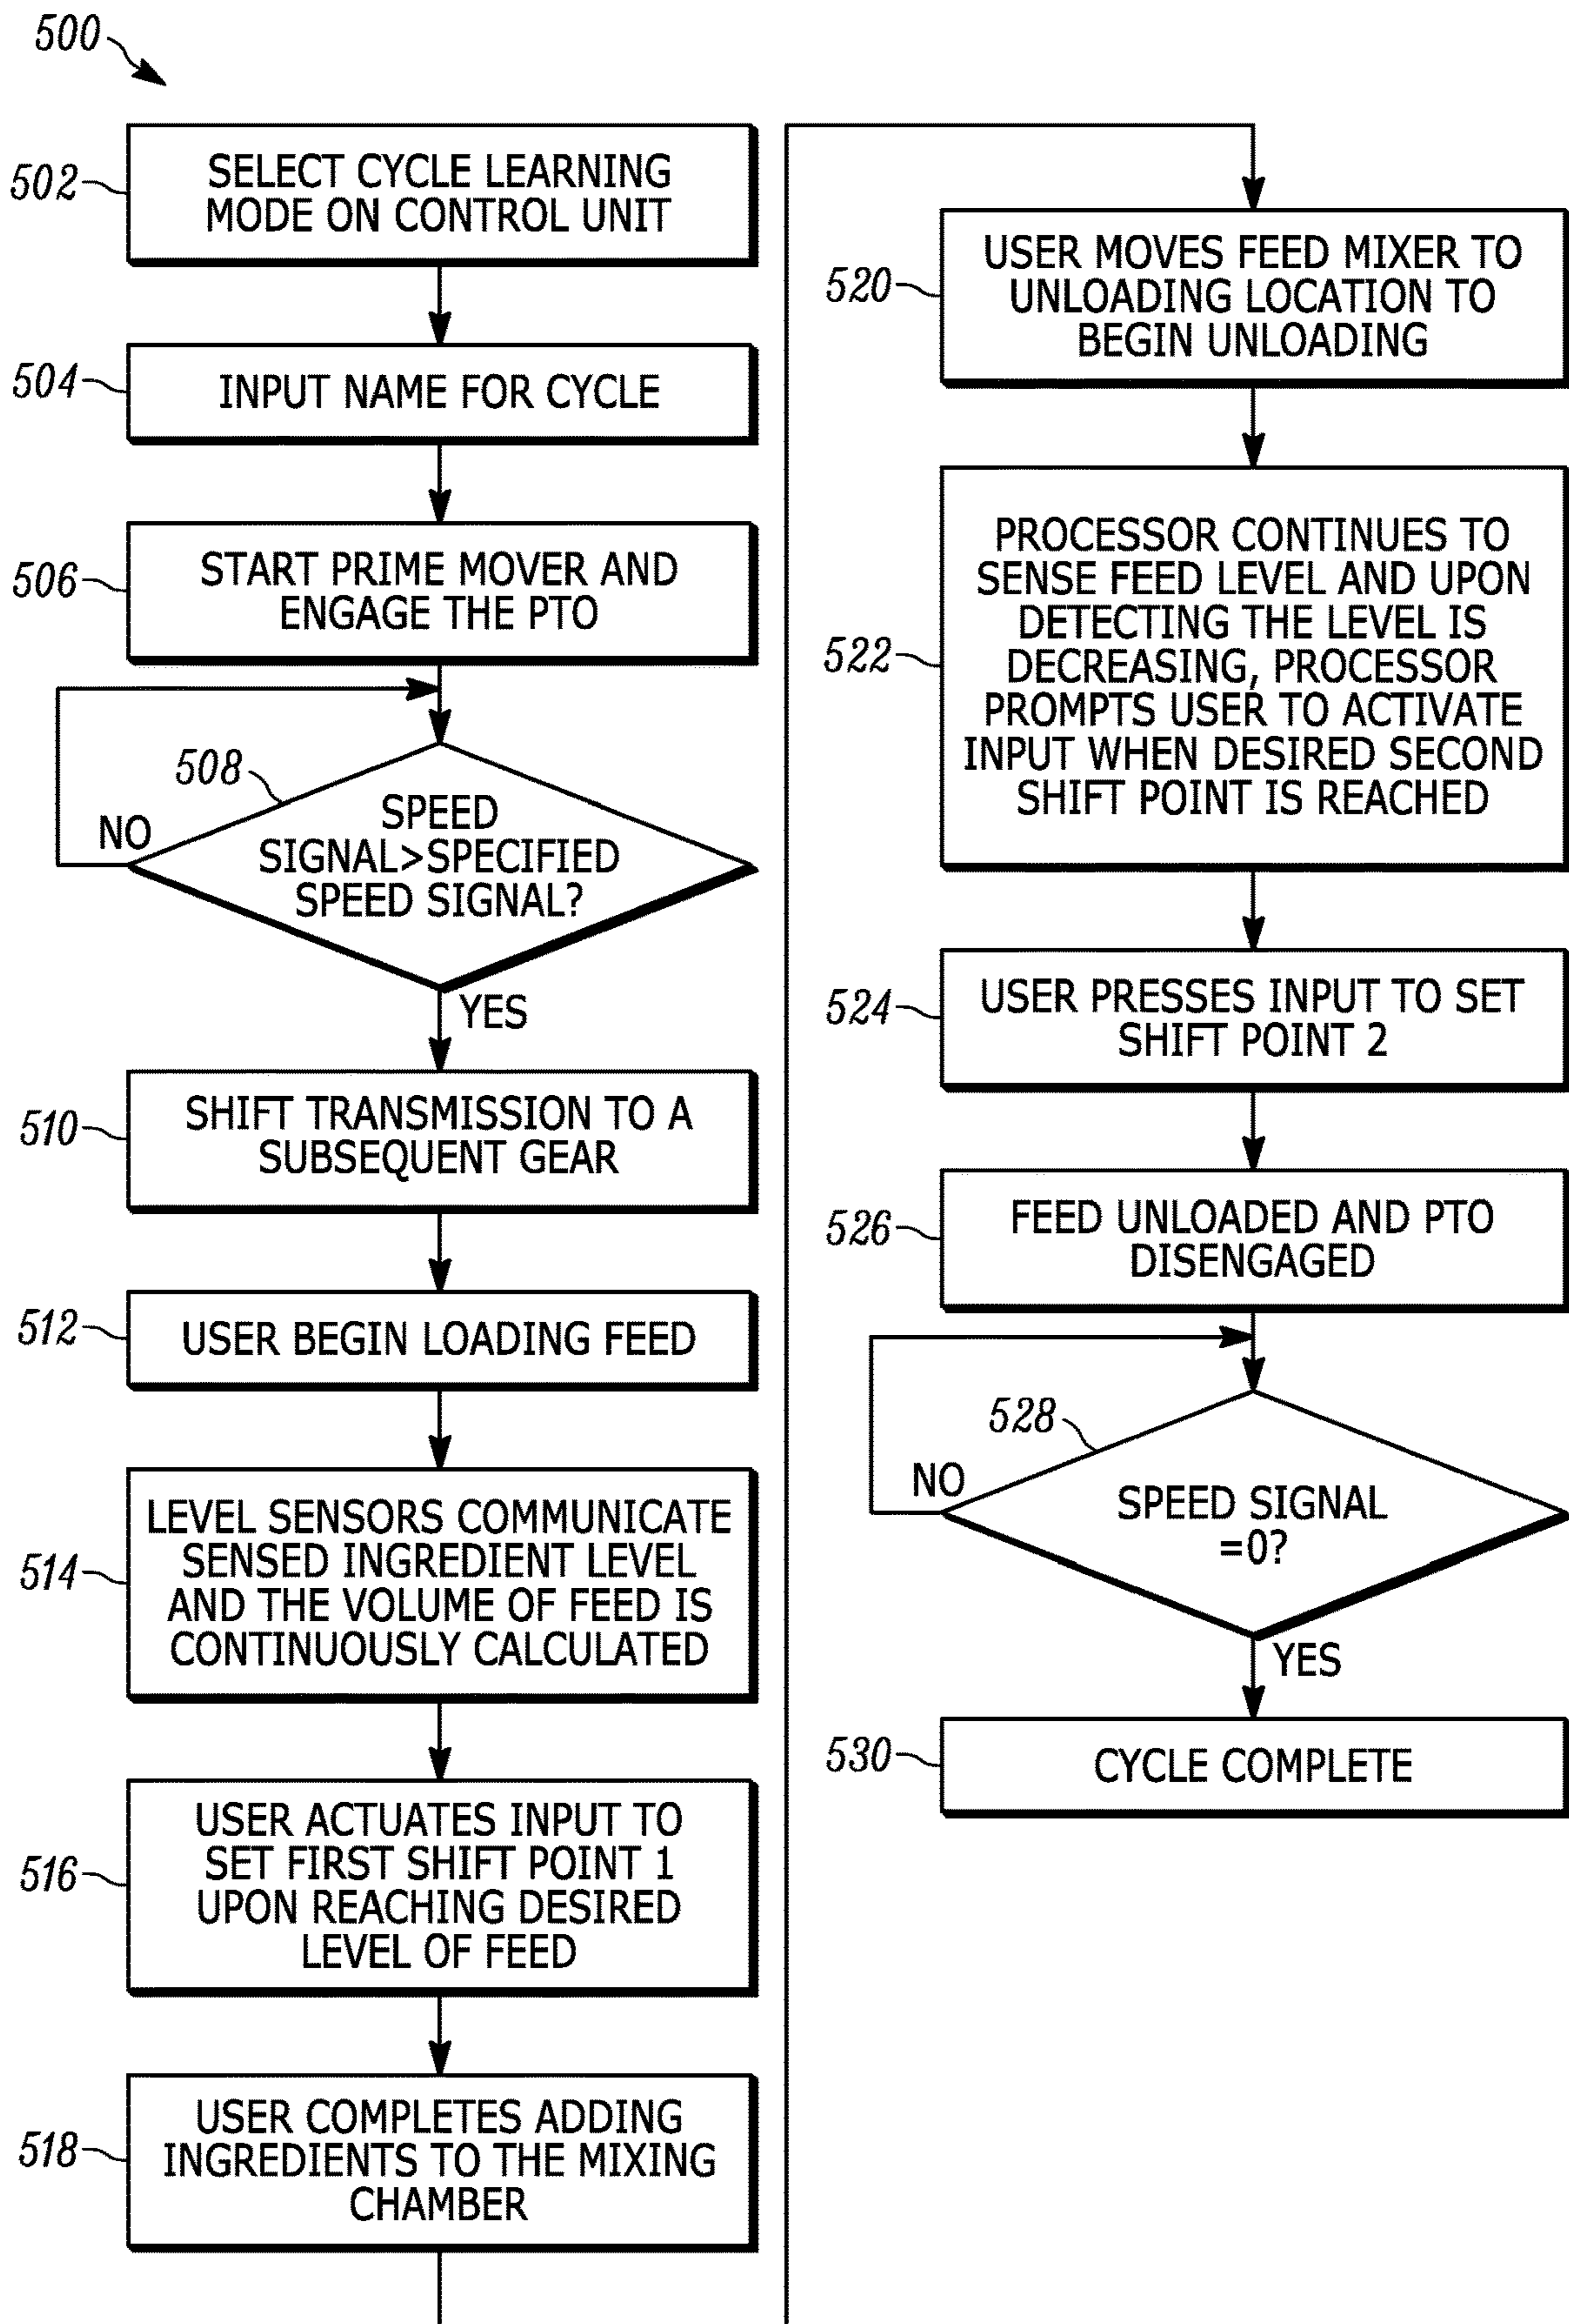 500
502
SELECT CYCLE LEARNING
MODE ON CONTROL UNIT
504
INPUT NAME FOR CYCLE
506
START PRIME MOVER AND
ENGAGE THE PTO
508
NO
SPEED
SIGNAL>SPECIFIED
SPEED SIGNAL?
YES
510
SHIFT TRANSMISSION TO A
SUBSEQUENT GEAR
512
USER BEGIN LOADING FEED
514
LEVEL SENSORS COMMUNICATE
SENSED INGREDIENT LEVEL
AND THE VOLUME OF FEED IS
CONTINUOUSLY CALCULATED
516
USER ACTUATES INPUT TO
SET FIRST SHIFT POINT 1
UPON REACHING DESIRED
LEVEL OF FEED
518
USER COMPLETES ADDING
INGREDIENTS TO THE MIXING
CHAMBER
520
USER MOVES FEED MIXER TO
UNLOADING LOCATION TO
BEGIN UNLOADING
522
PROCESSOR CONTINUES TO
SENSE FEED LEVEL AND UPON
DETECTING THE LEVEL IS
DECREASING, PROCESSOR
PROMPTS USER TO ACTIVATE
INPUT WHEN DESIRED SECOND
SHIFT POINT IS REACHED
524
USER PRESSES INPUT TO SET
SHIFT POINT 2
526
FEED UNLOADED AND PTO
DISENGAGED
528
NO
SPEED SIGNAL
=0?
YES
530
CYCLE COMPLETE